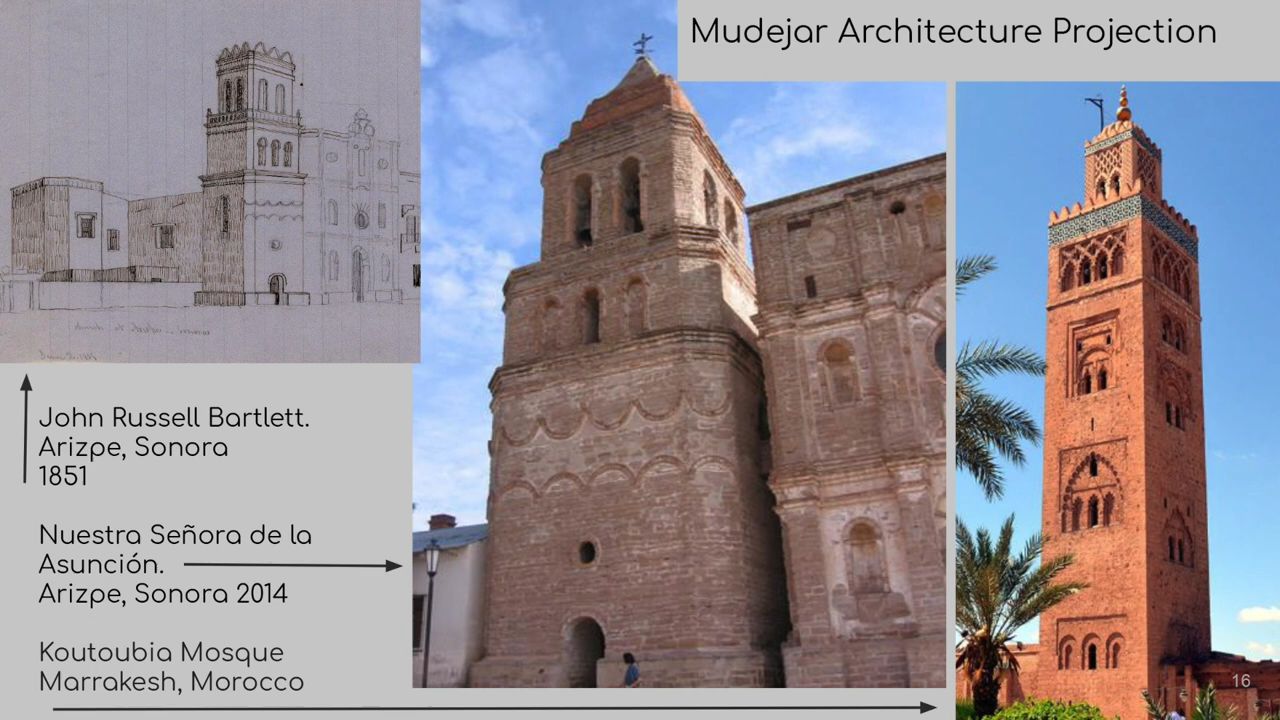 Mudejar Architecture Projection
John Russell Bartlett.
Arizpe, Sonora
1851
Nuestra Señora de la
Asunción.
Arizpe, Sonora 2014
Koutoubia Mosque
Marrakesh, Morocco
16